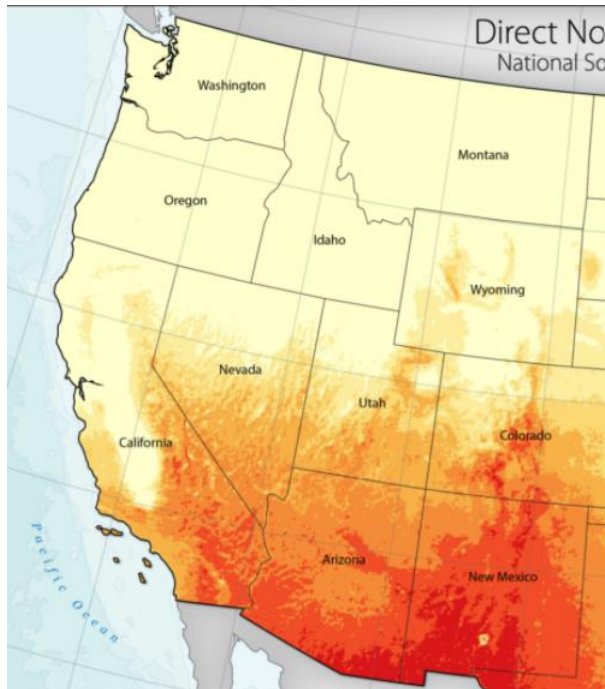 Direct No
National So
Washington
Montana
Oregon
Idaho
Wyoming
Nevada
Utah
Colorado
California
Arizona
New Mexico
Pacific Ocean